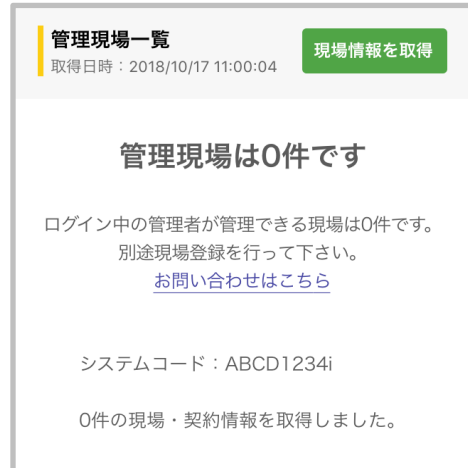 管理現場一覧
取得日時：2018/10/17 11:00:04
現場情報を取得
管理現場は0件です
ログイン中の管理者が管理できる現場は0件です。
別途現場登録を行って下さい。
お問い合わせはこちら
システムコード：ABCD1234i
0件の現場・契約情報を取得しました。